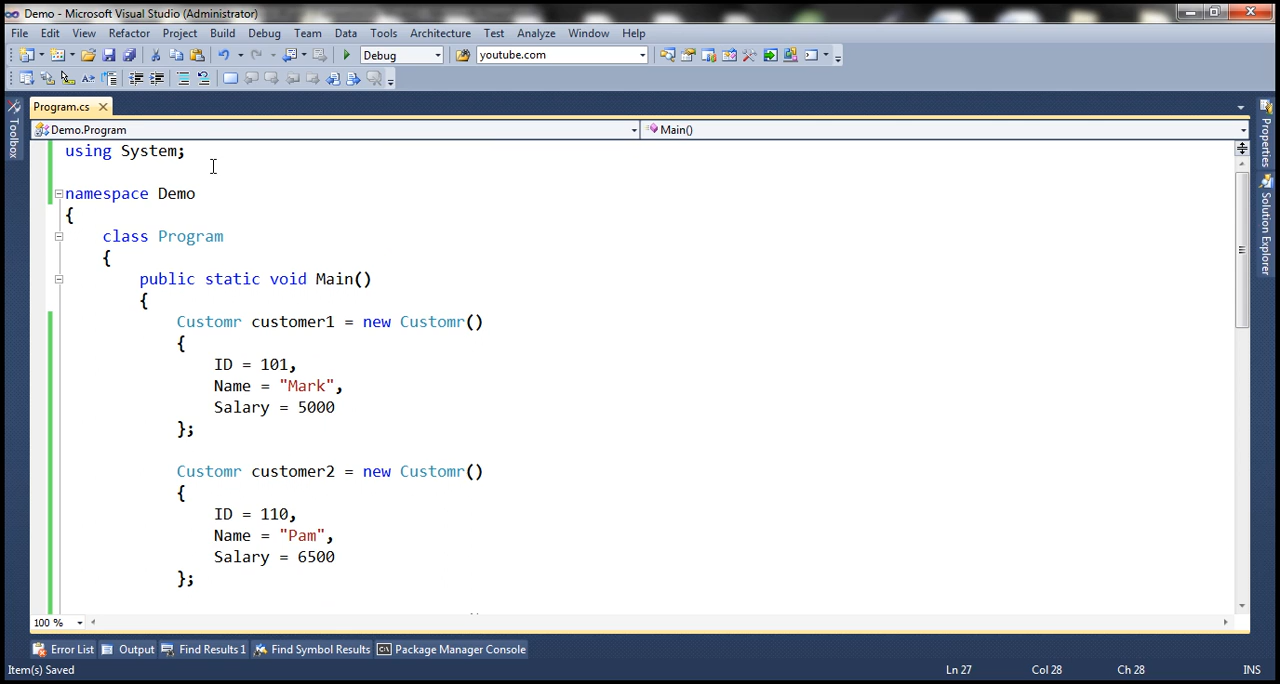 Demo - Microsoft Visual Studio (Administrator)
File Edit View Refactor Project Build Debug Team Data Tools Architecture Test Analyze Window Help
Debug youtube.com
Program.cs
Demo.Program Main()
Toolbox
Properties
Solution Explorer
using System;
namespace Demo
{
class Program
{
public static void Main()
{
Customr customer1 = new Customr()
{
ID = 101,
Name = "Mark",
Salary = 5000
};
Customr customer2 = new Customr()
{
ID = 110,
Name = "Pam",
Salary = 6500
};
100 %
Error List Output Find Results 1 Find Symbol Results Package Manager Console
Item(s) Saved Ln 27 Col 28 Ch 28 INS